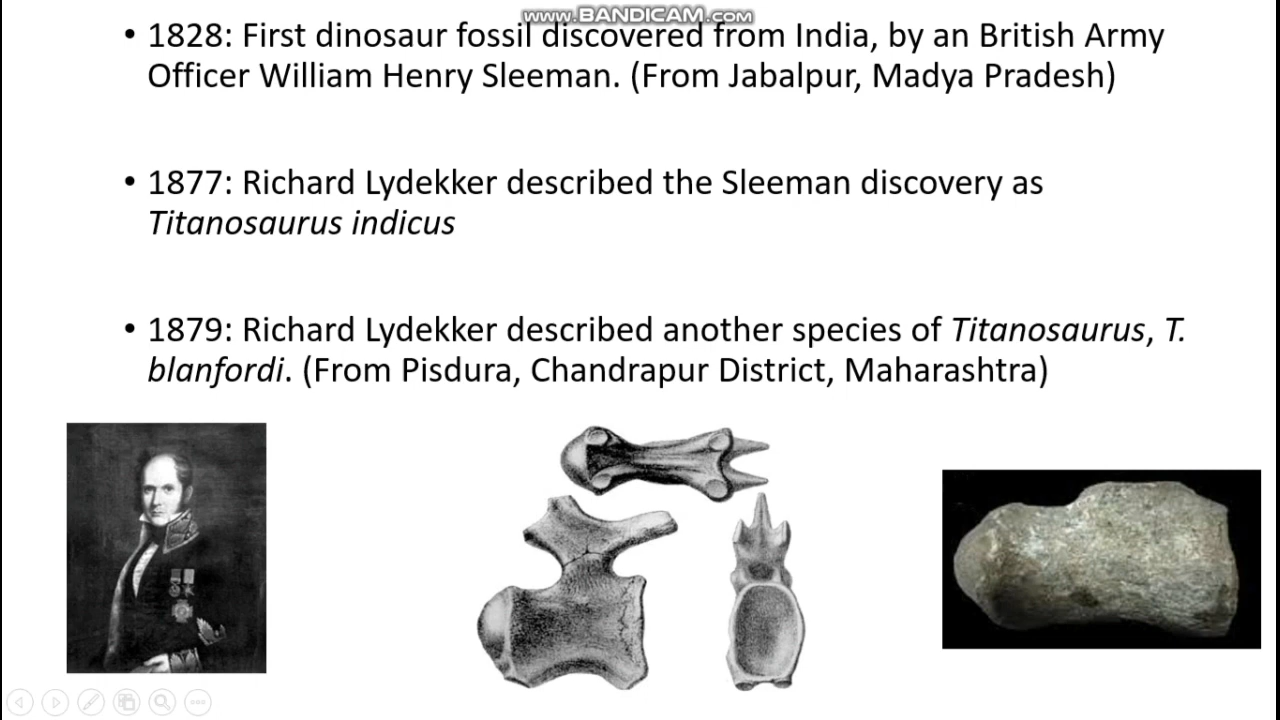 www.BANDICAM.com
• 1828: First dinosaur fossil discovered from India, by an British Army
Officer William Henry Sleeman. (From Jabalpur, Madya Pradesh)
• 1877: Richard Lydekker described the Sleeman discovery as
Titanosaurus indicus
• 1879: Richard Lydekker described another species of Titanosaurus, T.
blanfordi. (From Pisdura, Chandrapur District, Maharashtra)